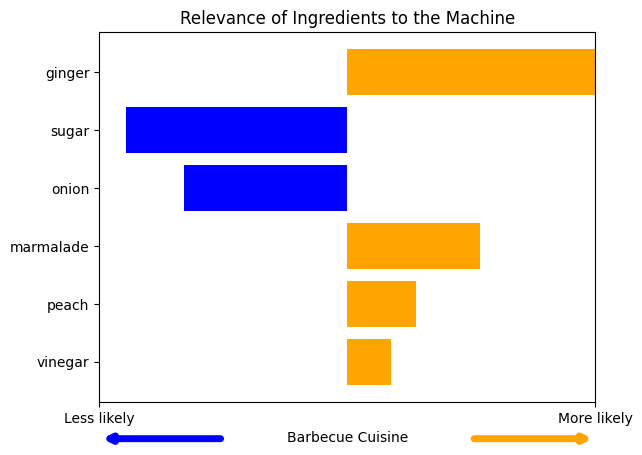 Relevance of Ingredients to the Machine
ginger
sugar
onion
marmalade
peach
vinegar
Less likely
More likely
Barbecue Cuisine